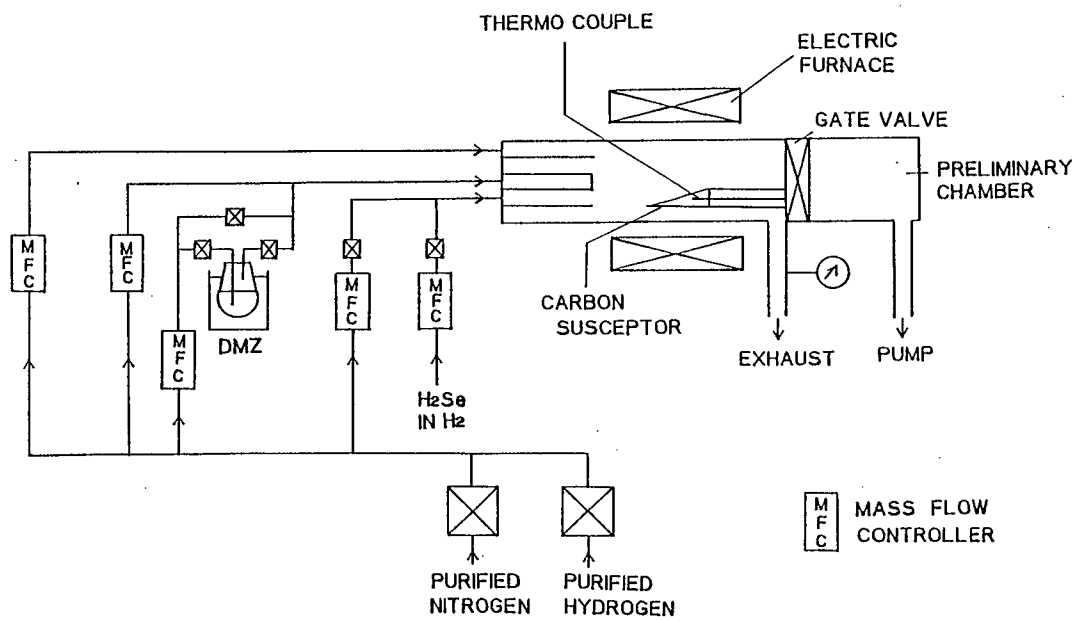 THERMO COUPLE
ELECTRIC
FURNACE
GATE VALVE
PRELIMINARY
CHAMBER
MFC
MFC
MFC
MFC
MFC
DMZ
CARBON
SUSCEPTOR
EXHAUST
PUMP
H2Se
IN H2
MFC
MASS FLOW
CONTROLLER
PURIFIED
NITROGEN
PURIFIED
HYDROGEN